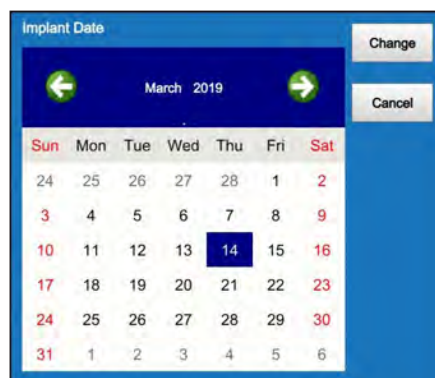 Implant Date
Change
March 2019
Cancel
Sun Mon Tue Wed Thu Fri Sat
24 25 26 27 28 1 2
3 4 5 6 7 8 9
10 11 12 13 14 15 16
17 18 19 20 21 22 23
24 25 26 27 28 29 30
31 1 2 3 4 5 6